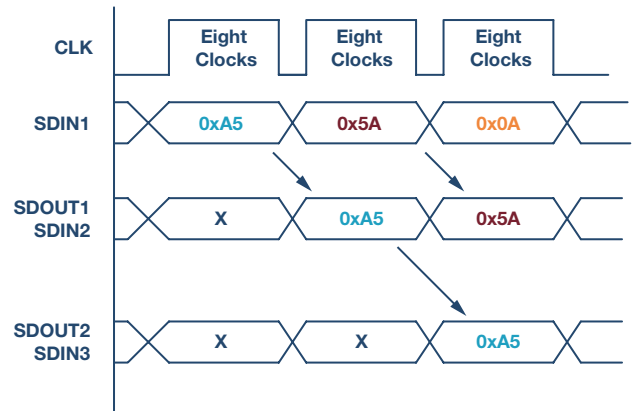 CLK
Eight Clocks
Eight Clocks
Eight Clocks
SDIN1
0xA5
0x5A
0x0A
SDOUT1
SDIN2
X
0xA5
0x5A
SDOUT2
SDIN3
X
X
0xA5